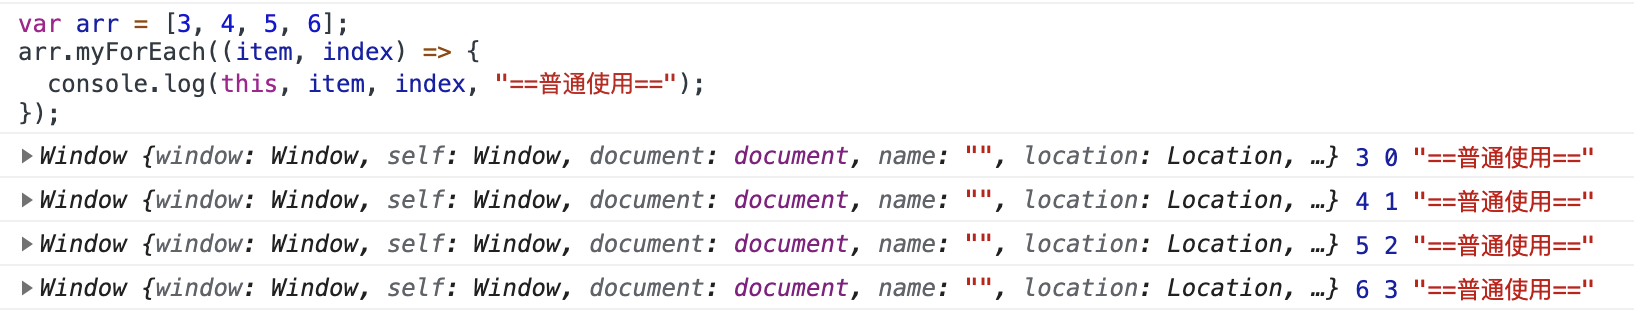 var arr = [3, 4, 5, 6];
arr.myForEach((item, index) => {
  console.log(this, item, index, "==普通使用==");
});
Window {window: Window, self: Window, document: document, name: "", location: Location, …} 3 0 "==普通使用=="
Window {window: Window, self: Window, document: document, name: "", location: Location, …} 4 1 "==普通使用=="
Window {window: Window, self: Window, document: document, name: "", location: Location, …} 5 2 "==普通使用=="
Window {window: Window, self: Window, document: document, name: "", location: Location, …} 6 3 "==普通使用=="